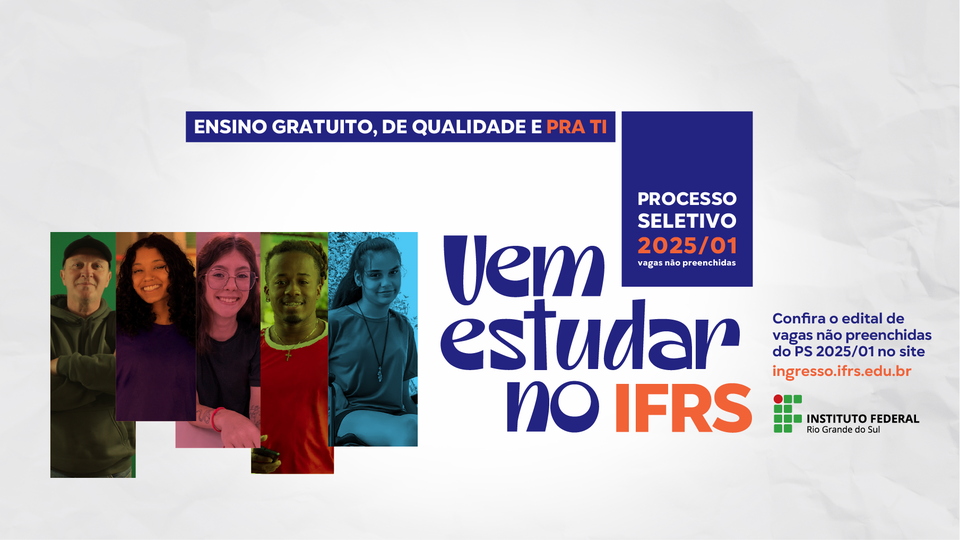 ENSINO GRATUITO, DE QUALIDADE E PRA TI
PROCESSO
SELETIVO
2025/01
vagas não preenchidas
Vem
estudar
no IFRS
Confira o edital de
vagas não preenchidas
do PS 2025/01 no site
ingresso.ifrs.edu.br
INSTITUTO FEDERAL
Rio Grande do Sul